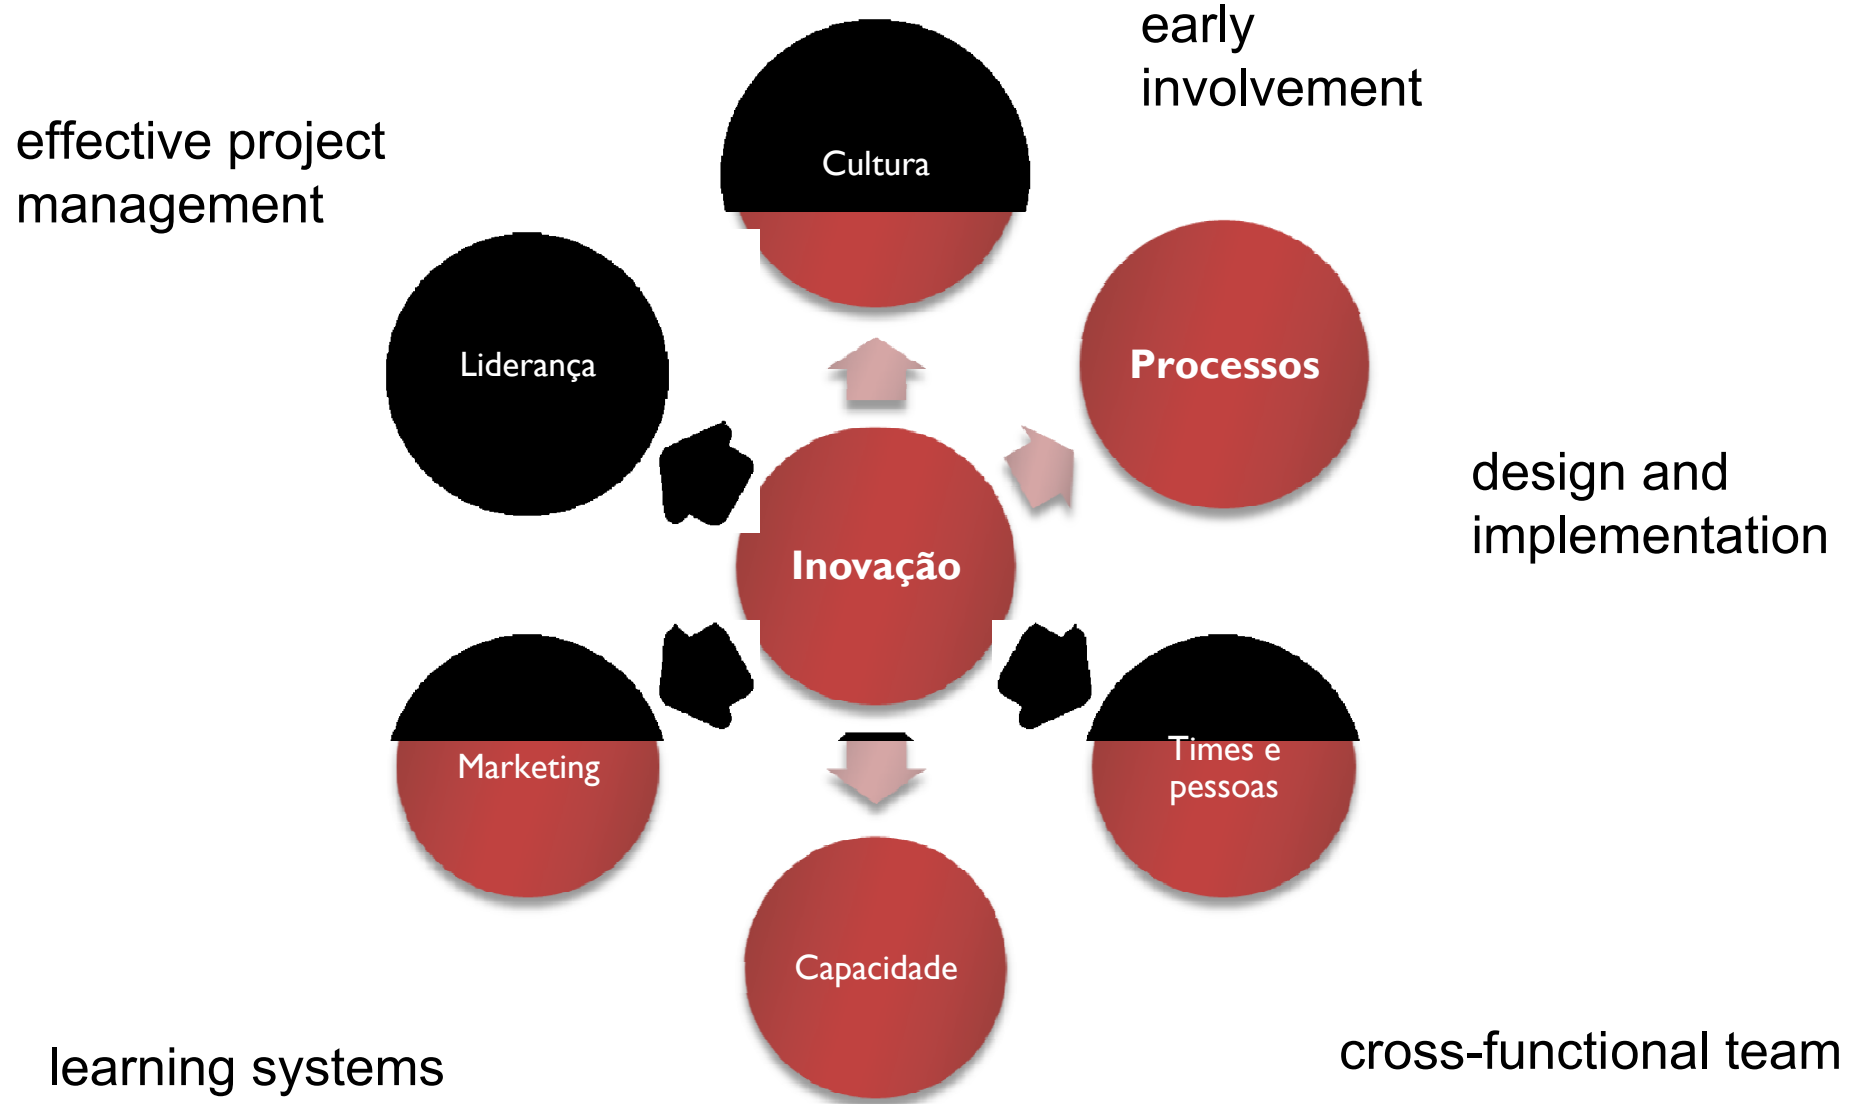 early
involvement
effective project
management
Cultura
Liderança
Processos
design and
implementation
Inovação
Marketing
Times e
pessoas
Capacidade
learning systems
cross-functional team